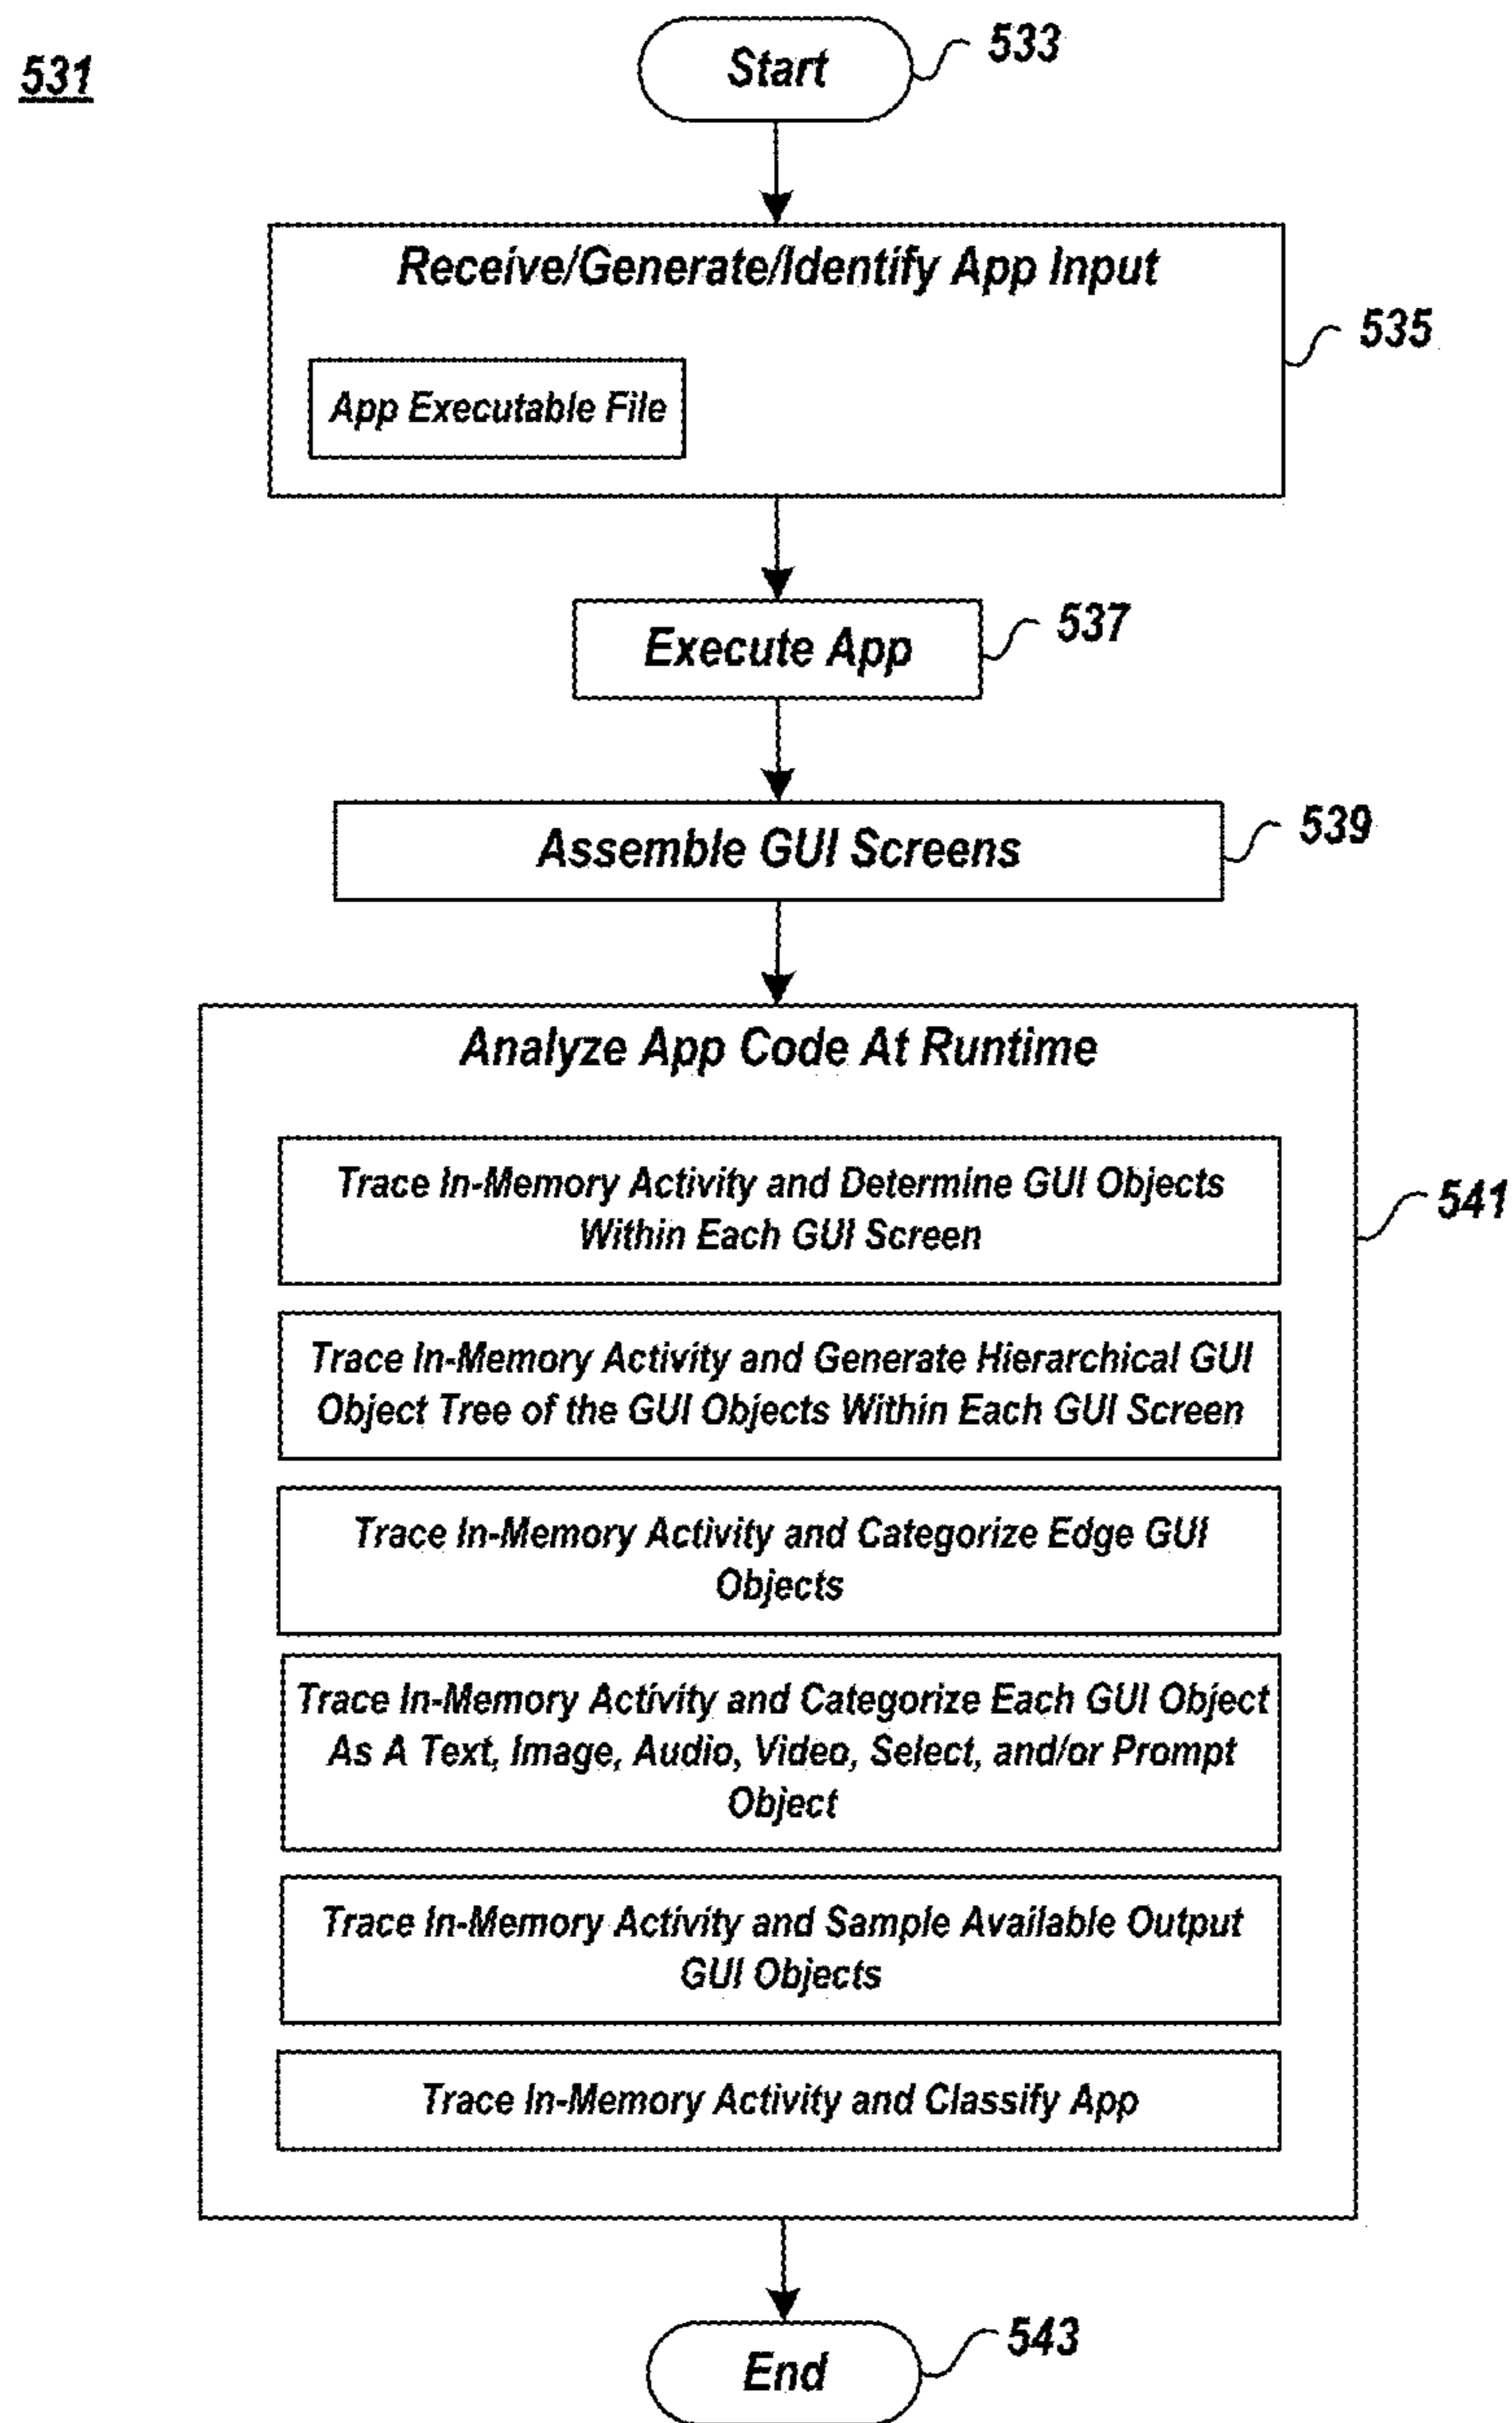 531
Start
533
Receive/Generate/Identify App Input
535
App Executable File
Execute App
537
Assemble GUI Screens
539
Analyze App Code At Runtime
Trace In-Memory Activity and Determine GUI Objects
Within Each GUI Screen
541
Trace In-Memory Activity and Generate Hierarchical GUI
Object Tree of the GUI Objects Within Each GUI Screen
Trace In-Memory Activity and Categorize Edge GUI
Objects
Trace In-Memory Activity and Categorize Each GUI Object
As A Text, Image, Audio, Video, Select, and/or Prompt
Object
Trace In-Memory Activity and Sample Available Output
GUI Objects
Trace In-Memory Activity and Classify App
End
543